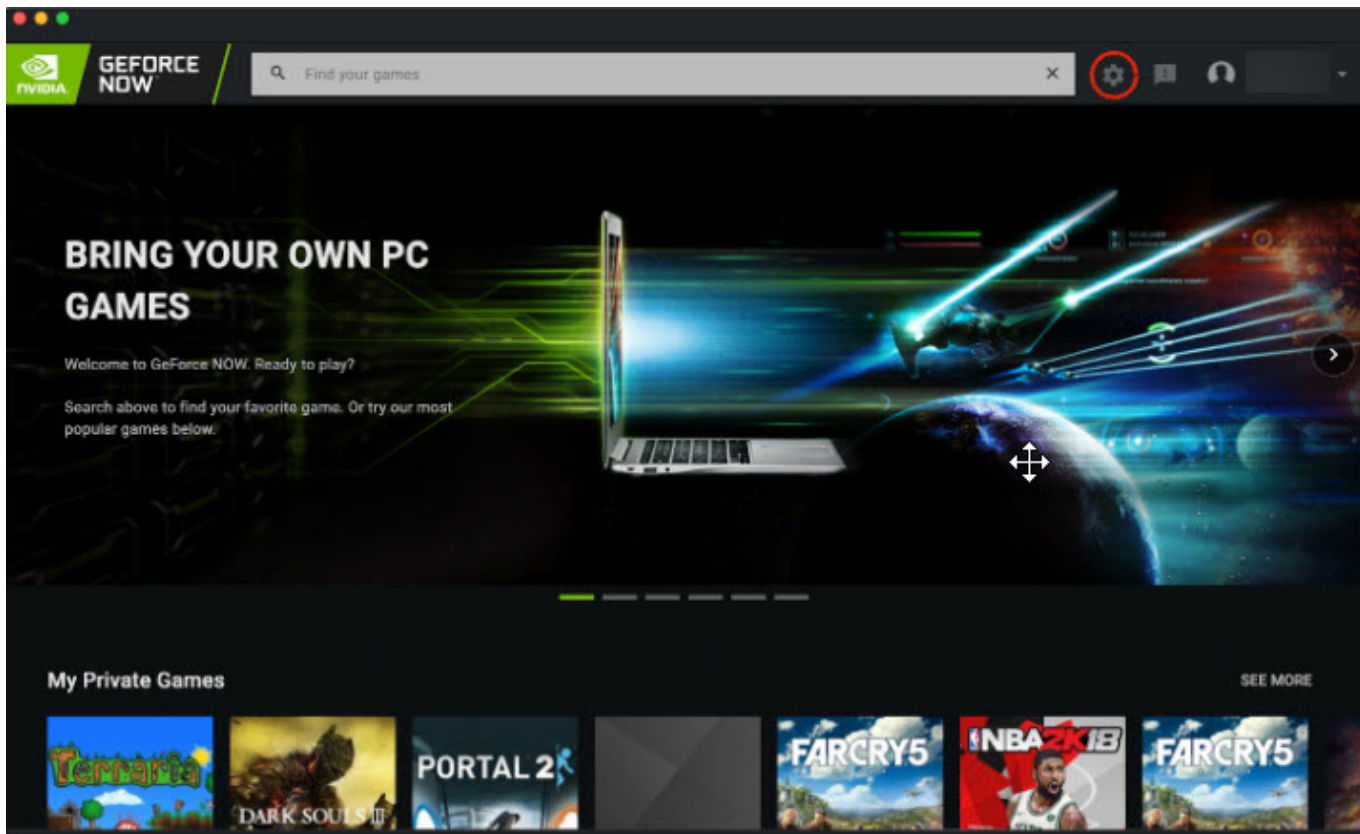 NVIDIA.
GEFORCE
NOW
Find your games
BRING YOUR OWN PC
GAMES
Welcome to GeForce NOW. Ready to play?
Search above to find your favorite game. Or try our most
popular games below.
My Private Games
SEE MORE
Terraria
DARK SOULS III
PORTAL 2
FARCRY5
NBA2K18
FARCRY5